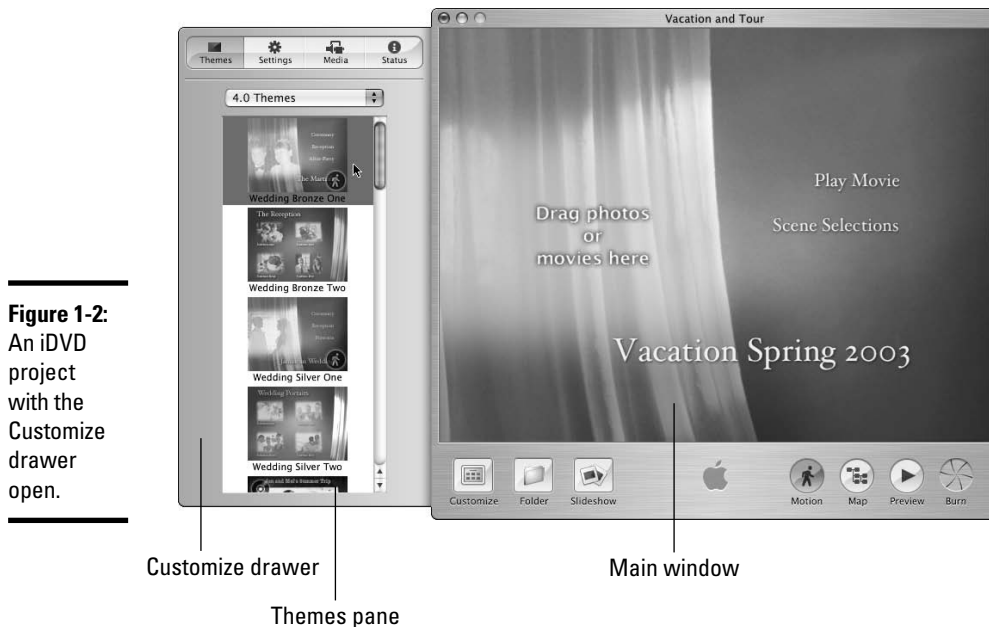 Vacation and Tour
Themes
Settings
Media
Status
4.0 Themes
Wedding Bronze One
The Reception
Wedding Bronze Two
Wedding Silver One
Wedding Silver Two
Drag photos
or
movies here
Play Movie
Scene Selections
Vacation Spring 2003
Customize
Folder
Slideshow
Motion
Map
Preview
Burn
Figure 1-2:
An iDVD
project
with the
Customize
drawer
open.
Customize drawer
Main window
Themes pane